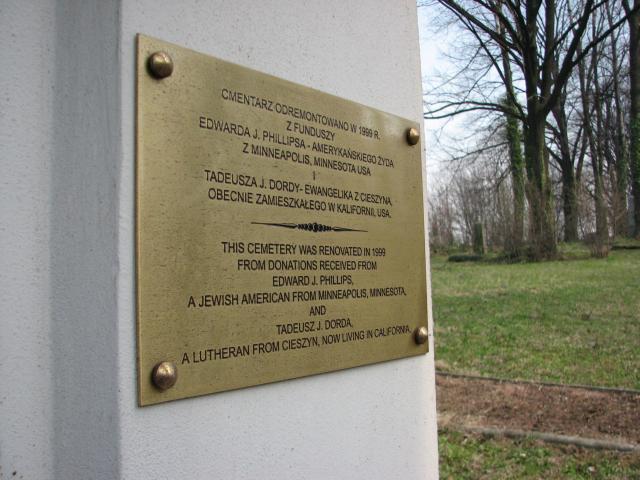 CMENTARZ ODREMONTOWANO W 1999 R.
Z FUNDUSZY
EDWARDA J. PHILLIPSA - AMERYKAŃSKIEGO ŻYDA
Z MINNEAPOLIS, MINNESOTA USA
I
TADEUSZA J. DORDY- EWANGELIKA Z CIESZYNA,
OBECNIE ZAMIESZKAŁEGO W KALIFORNII, USA.
THIS CEMETERY WAS RENOVATED IN 1999
FROM DONATIONS RECEIVED FROM
EDWARD J. PHILLIPS,
A JEWISH AMERICAN FROM MINNEAPOLIS, MINNESOTA,
AND
TADEUSZ J. DORDA,
A LUTHERAN FROM CIESZYN, NOW LIVING IN CALIFORNIA.